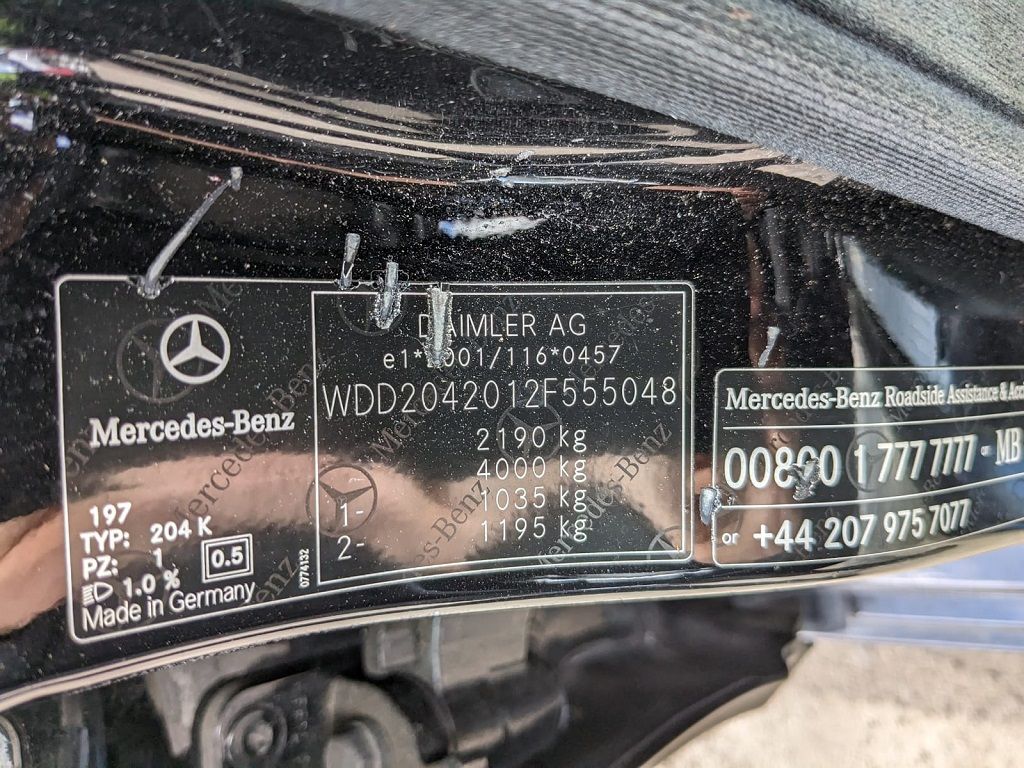 Mercedes-Benz
197
TYP: 204 K
PZ: 1
0.5
1.0 %
Made in Germany
0774132
DAIMLER AG
e1*2001/116*0457
WDD2042012F555048
2190 kg
4000 kg
1- 1035 kg
2- 1195 kg
Mercedes-Benz Roadside Assistance &
00800 1 777 7777 - MB
or +44 207 975 7077